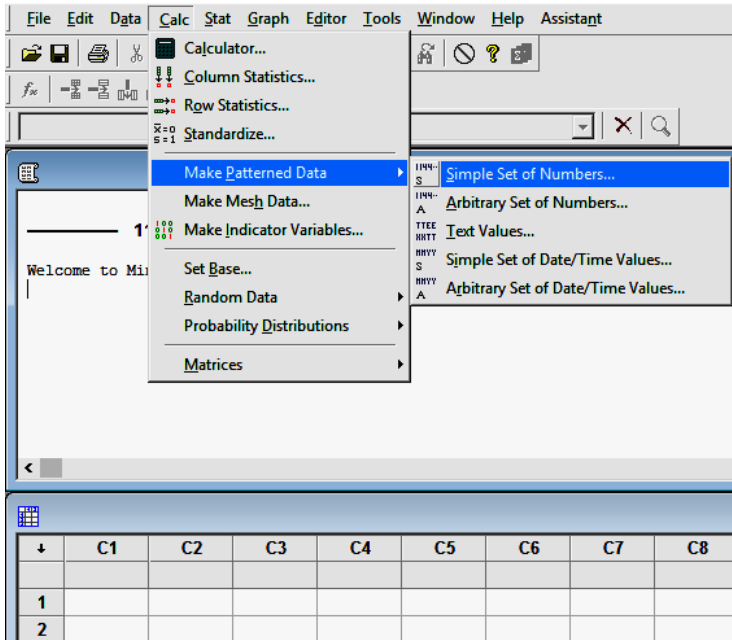 File Edit Data Calc Stat Graph Editor Tools Window Help Assistant
Calculator...
Column Statistics...
Row Statistics...
Standardize...
Make Patterned Data
Make Mesh Data...
Make Indicator Variables...
Set Base...
Random Data
Probability Distributions
Matrices
Simple Set of Numbers...
Arbitrary Set of Numbers...
Text Values...
Simple Set of Date/Time Values...
Arbitrary Set of Date/Time Values...
Welcome to
C1 C2 C3 C4 C5 C6 C7 C8
1
2